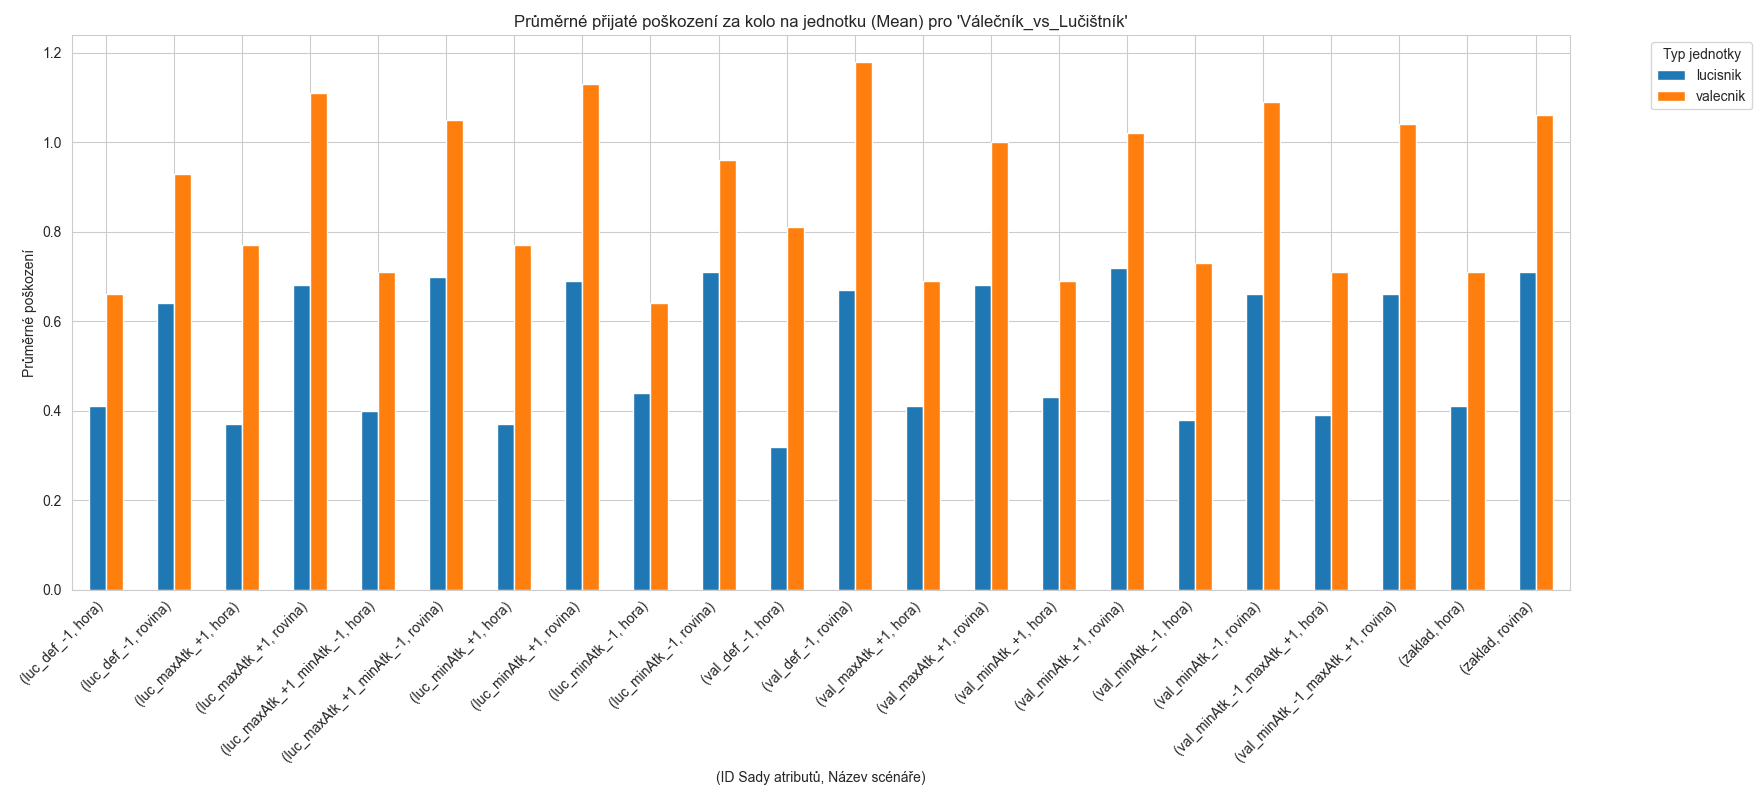 Průměrné přijaté poškození za kolo na jednotku (Mean) pro 'Válečník_vs_Lučištník'
Typ jednotky
lucisnik
valecnik
Průměrné poškození
1.2
1.0
0.8
0.6
0.4
0.2
0.0
(luc_def_-1, hora)
(luc_def_-1, rovina)
(luc_maxAtk_+1, hora)
(luc_maxAtk_+1, rovina)
(luc_maxAtk_+1_minAtk_-1, hora)
(luc_maxAtk_+1_minAtk_-1, rovina)
(luc_minAtk_+1, hora)
(luc_minAtk_+1, rovina)
(luc_minAtk_-1, hora)
(luc_minAtk_-1, rovina)
(val_def_-1, hora)
(val_def_-1, rovina)
(val_maxAtk_+1, hora)
(val_maxAtk_+1, rovina)
(val_minAtk_+1, hora)
(val_minAtk_+1, rovina)
(val_minAtk_-1, hora)
(val_minAtk_-1, rovina)
(val_minAtk_-1_maxAtk_+1, hora)
(val_minAtk_-1_maxAtk_+1, rovina)
(zaklad, hora)
(zaklad, rovina)
(ID Sady atributů, Název scénáře)